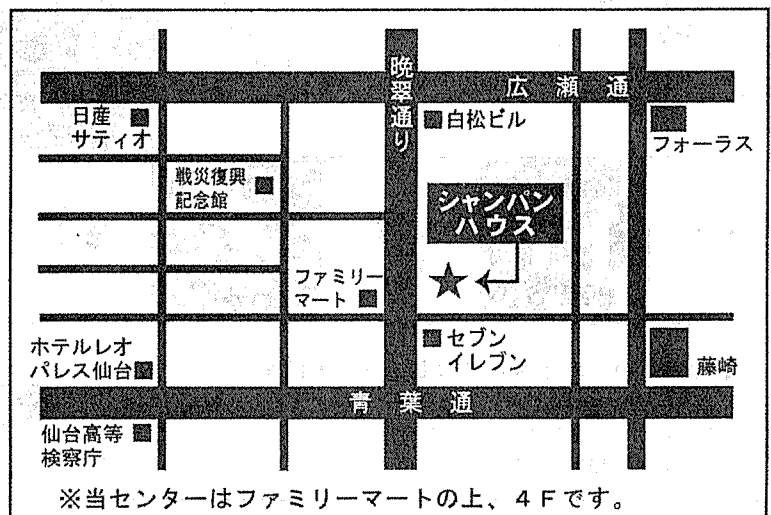 晩翠通り
広瀬通
日産
サティオ
白松ビル
フォーラス
戦災復興
記念館
シャンパン
ハウス
ファミリー
マート
ホテルレオ
パレス仙台
セブン
イレブン
藤崎
青葉通
仙台高等
検察庁
※当センターはファミリーマートの上、4Fです。